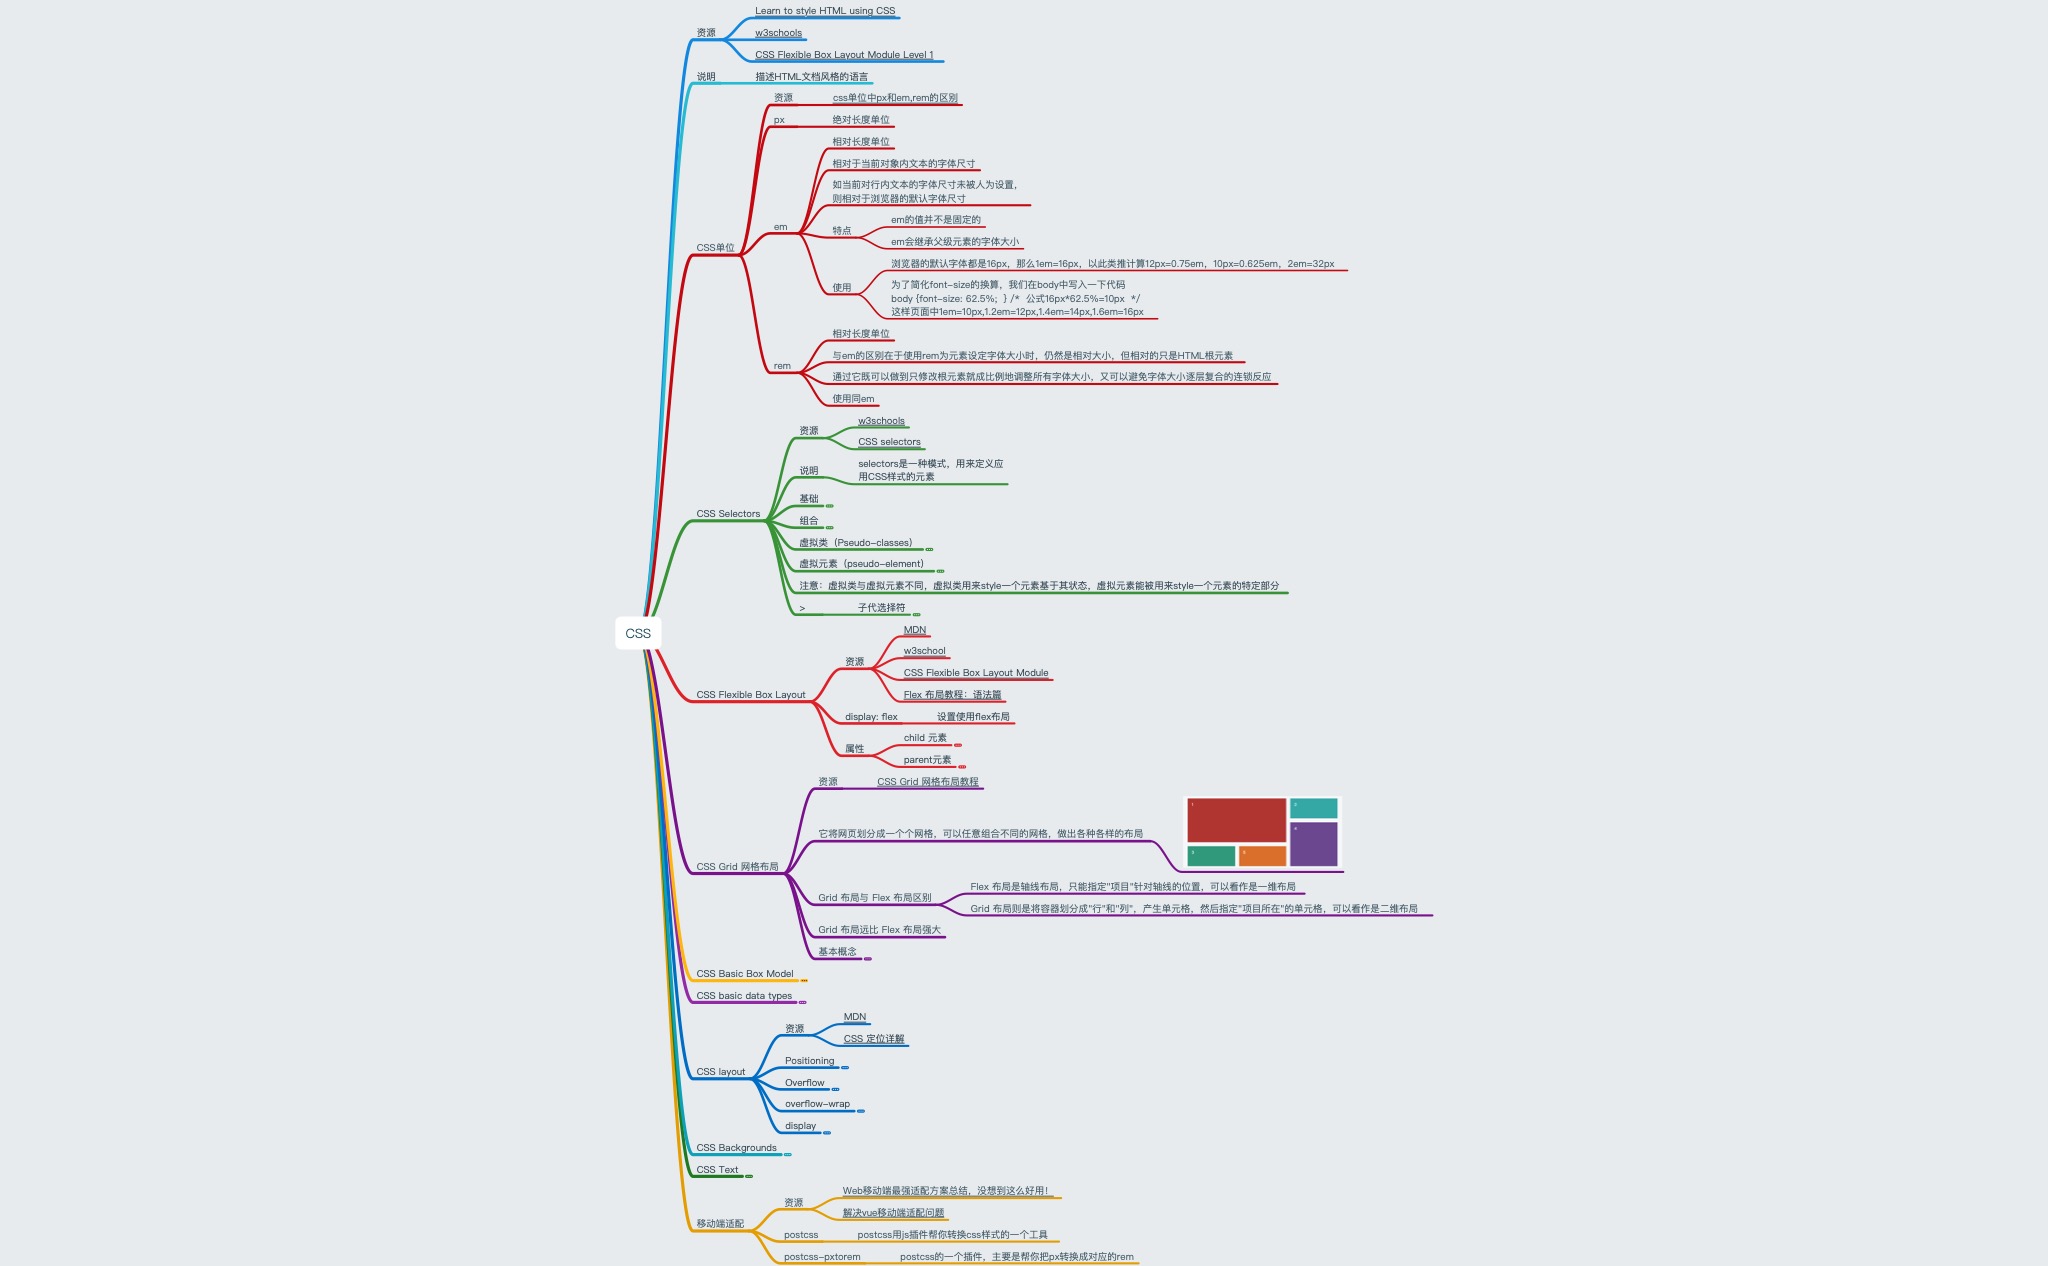 Learn to style HTML using CSS
资源
w3schools
CSS Flexible Box Layout Module Level 1
说明
描述HTML文档风格的语言
资源
css单位中px和em,rem的区别
px
绝对长度单位
相对长度单位
相对于当前对象内文本的字体尺寸
如当前对行内文本的字体尺寸未被人为设置，
则相对于浏览器的默认字体尺寸
em
特点
em的值并不是固定的
em会继承父级元素的字体大小
CSS单位
使用
浏览器的默认字体都是16px，那么1em=16px，以此类推计算12px=0.75em，10px=0.625em，2em=32px
为了简化font-size的换算，我们在body中写入一下代码
body {font-size: 62.5%; } /* 公式16px*62.5%=10px */
这样页面中1em=10px,1.2em=12px,1.4em=14px,1.6em=16px
相对长度单位
与em的区别在于使用rem为元素设定字体大小时，仍然是相对大小，但相对的只是HTML根元素
rem
通过它既可以做到只修改根元素就成比例地调整所有字体大小，又可以避免字体大小逐层复合的连锁反应
使用同em
资源
w3schools
CSS selectors
说明
selectors是一种模式，用来定义应
用CSS样式的元素
基础
CSS Selectors
组合
虚拟类（Pseudo-classes）
虚拟元素（pseudo-element）
注意：虚拟类与虚拟元素不同，虚拟类用来style一个元素基于其状态，虚拟元素能被用来style一个元素的特定部分
>
子代选择符
CSS
MDN
资源
w3school
CSS Flexible Box Layout Module
Flex 布局教程：语法篇
CSS Flexible Box Layout
display: flex
设置使用flex布局
属性
child 元素
parent元素
资源
CSS Grid 网格布局教程
它将网页划分成一个个网格，可以任意组合不同的网格，做出各种各样的布局
CSS Grid 网格布局
Grid 布局与 Flex 布局区别
Flex 布局是轴线布局，只能指定"项目"针对轴线的位置，可以看作是一维布局
Grid 布局则是将容器划分成"行"和"列"，产生单元格，然后指定"项目所在"的单元格，可以看作是二维布局
Grid 布局远比 Flex 布局强大
基本概念
CSS Basic Box Model
CSS basic data types
资源
MDN
CSS 定位详解
Positioning
CSS layout
Overflow
overflow-wrap
display
CSS Backgrounds
CSS Text
资源
Web移动端最强适配方案总结，没想到这么好用！
解决vue移动端适配问题
移动端适配
postcss
postcss用js插件帮你转换css样式的一个工具
postcss-pxtorem
postcss的一个插件，主要是帮你把px转换成对应的rem